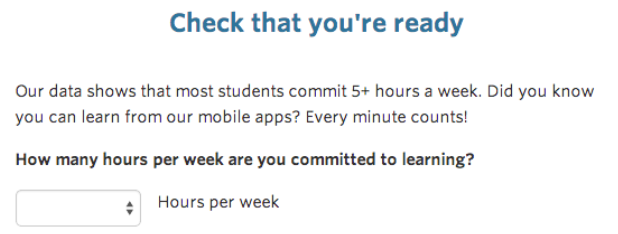 Check that you're ready
Our data shows that most students commit 5+ hours a week. Did you know
you can learn from our mobile apps? Every minute counts!
How many hours per week are you committed to learning?
Hours per week